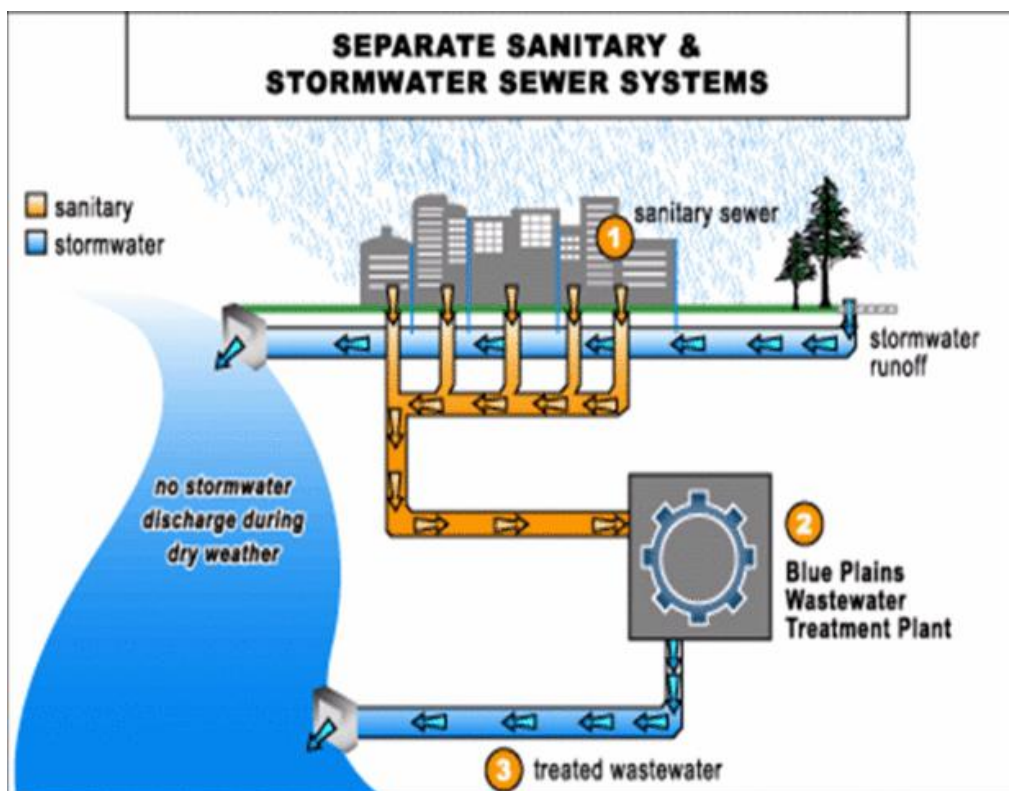 SEPARATE SANITARY &
STORMWATER SEWER SYSTEMS
sanitary
stormwater
1
sanitary sewer
stormwater
runoff
no stormwater
discharge during
dry weather
2
Blue Plains
Wastewater
Treatment Plant
3 treated wastewater